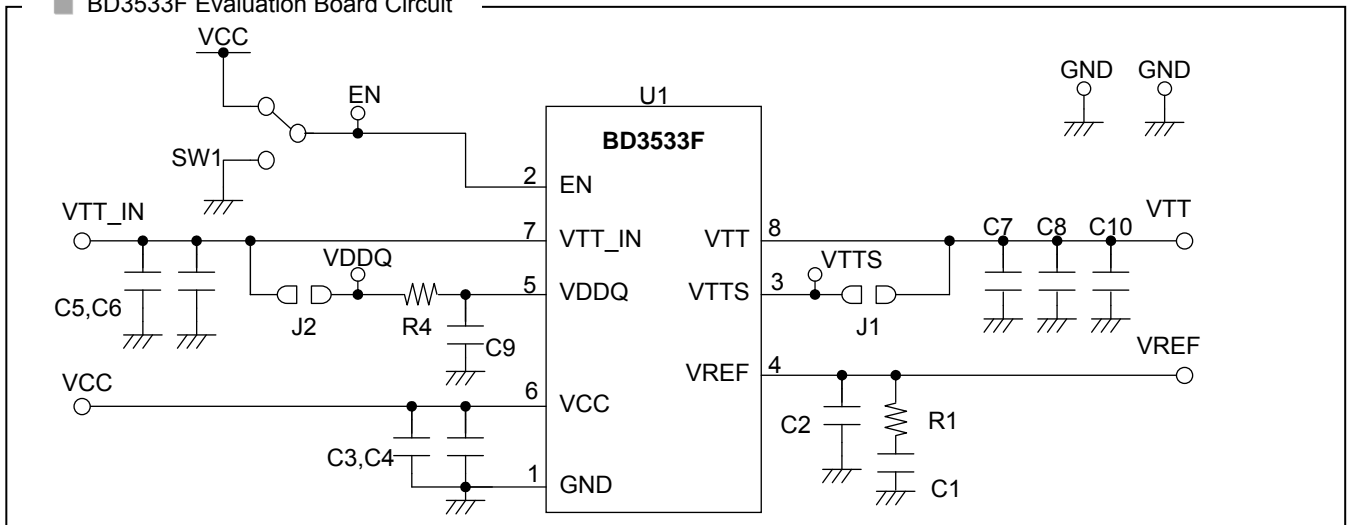 BD3533F Evaluation Board Circuit
VCC
EN
SW1
U1
BD3533F
GND GND
2 EN
VTT_IN
7 VTT_IN
VTT 8
C7 C8 C10
VTT
VDDQ
5 VDDQ
VTTS 3
VTTS
C5,C6
J2
R4
C9
J1
VREF
VREF 4
VCC
6 VCC
C2
R1
C3,C4
1 GND
C1